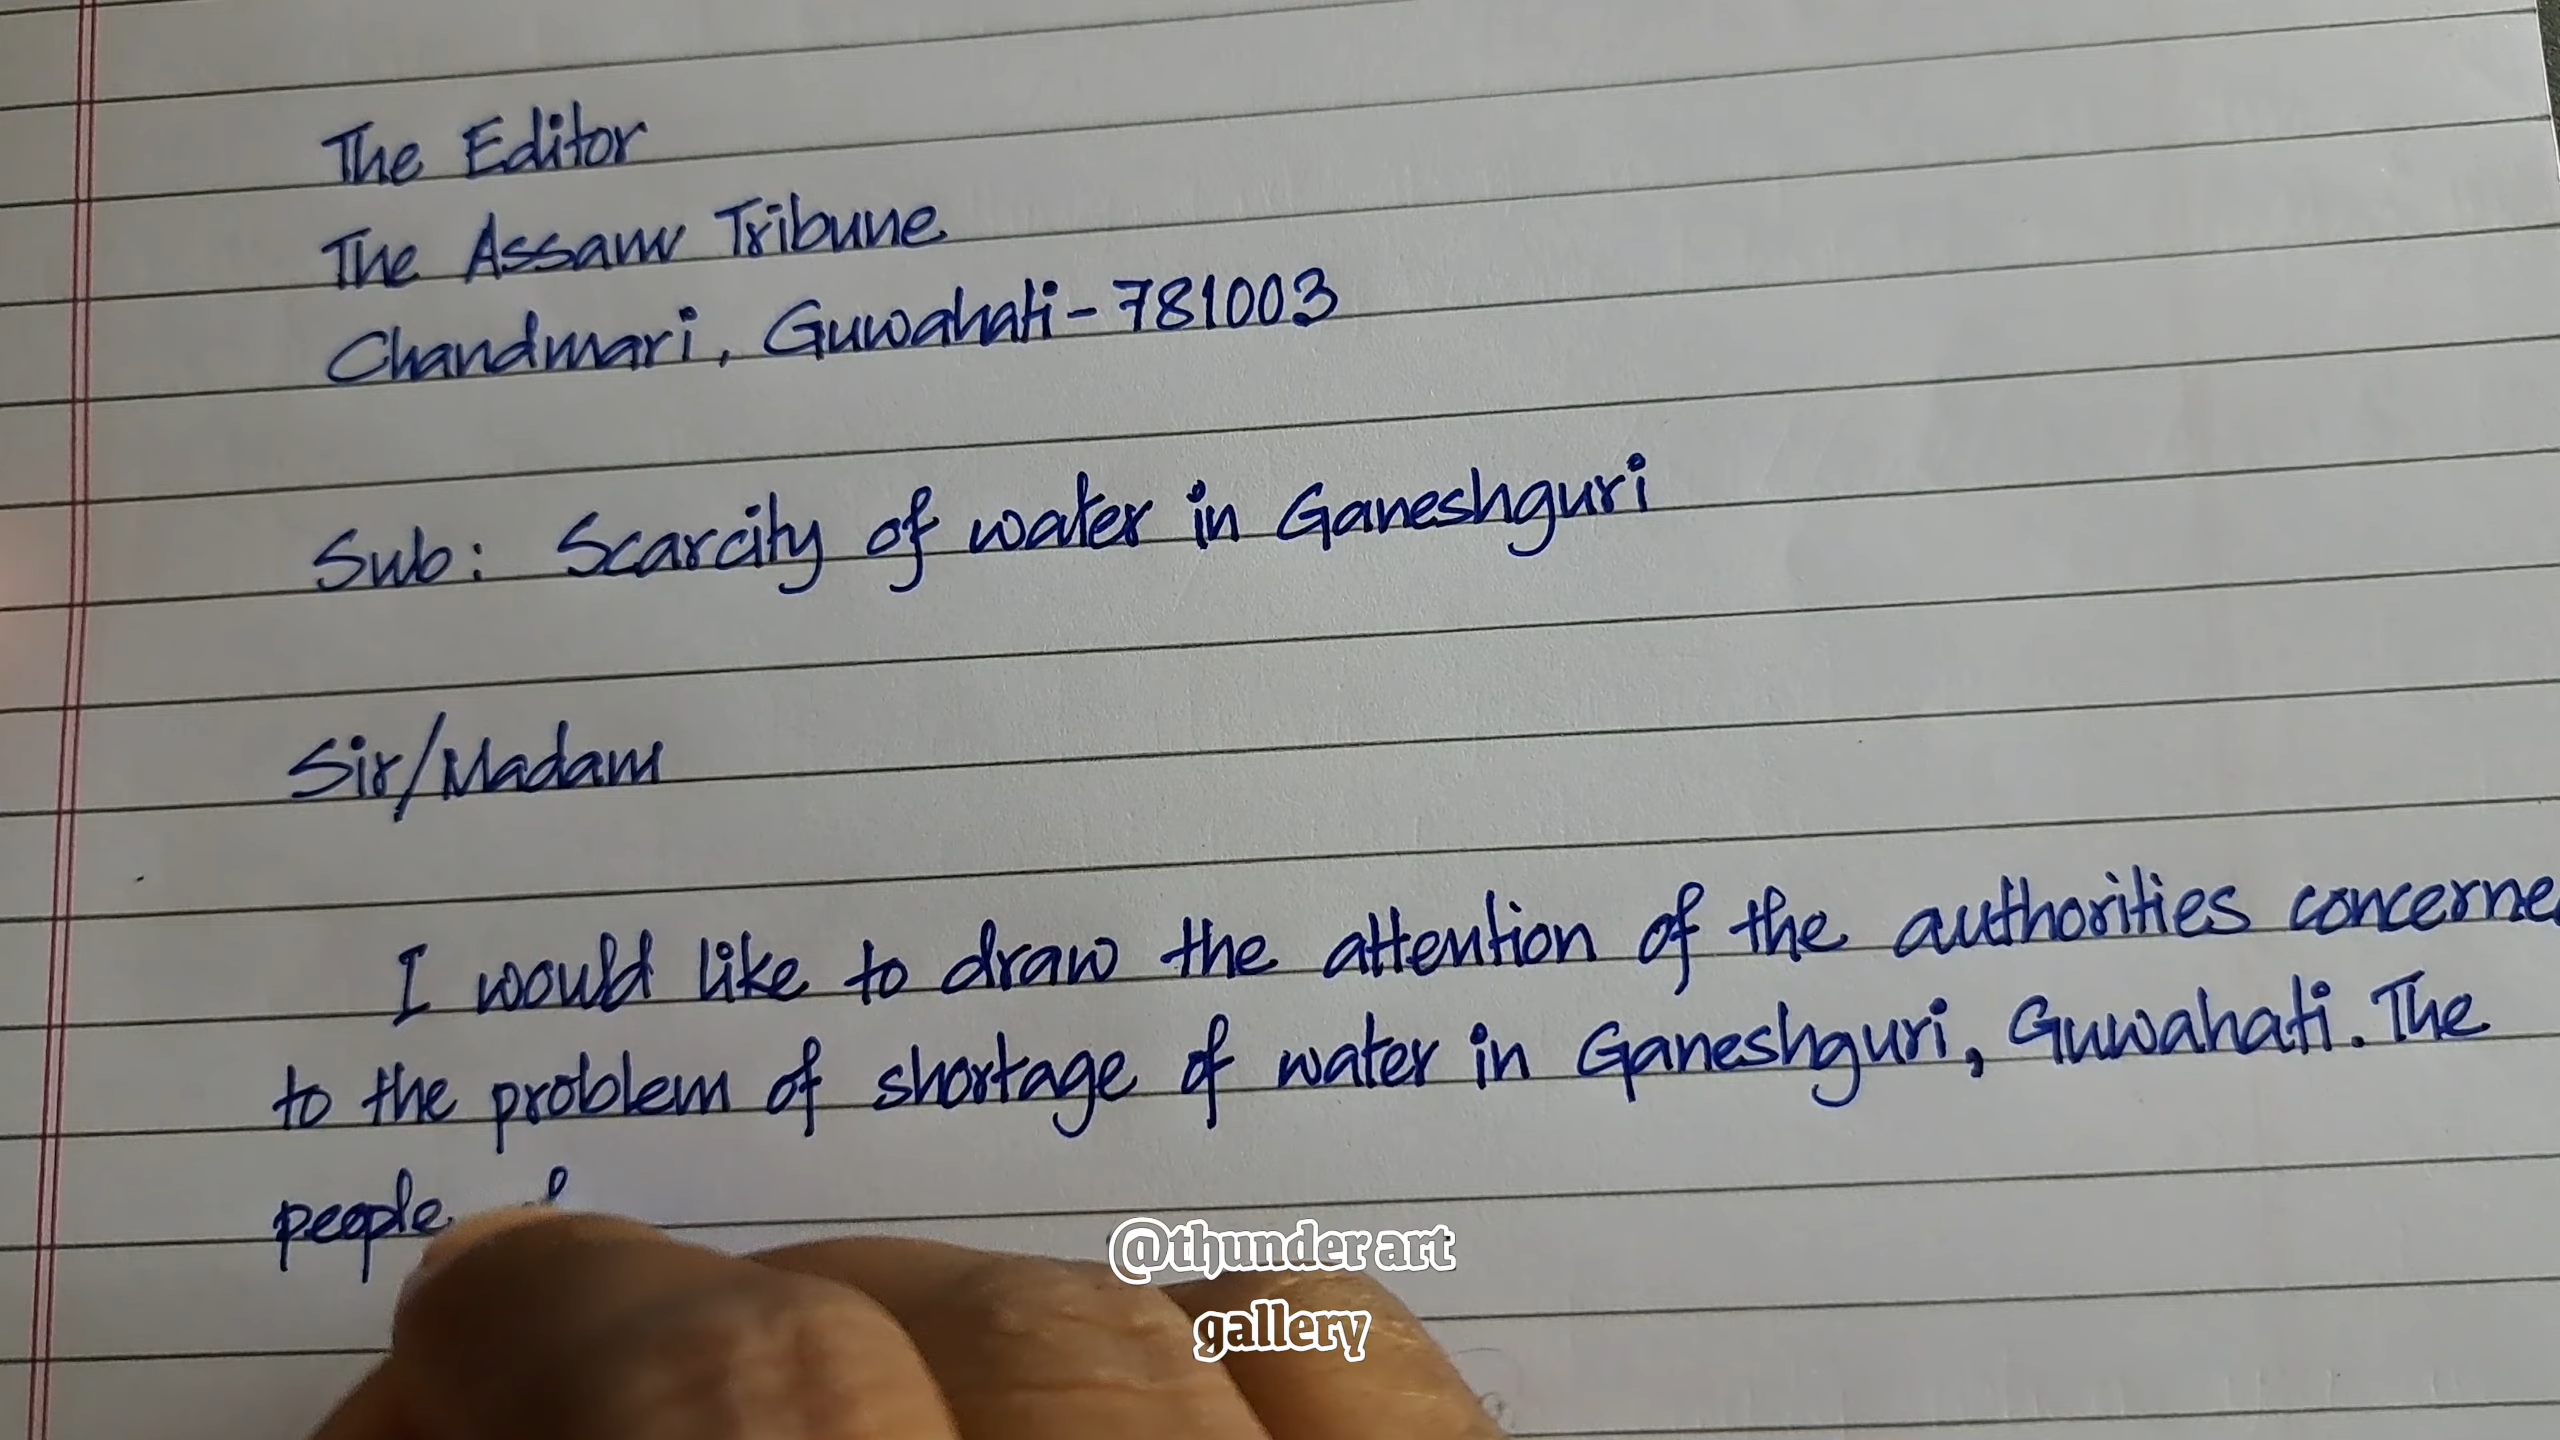 The Editor
The Assam Tribune
Chandmari, Guwahati-781003
Sub: Scarcity of water in Ganeshguri
Sir/Madam
I would like to draw the attention of the authorities concerne
to the problem of shortage of water in Ganeshguri, Guwahati. The
people
@thunder art
gallery